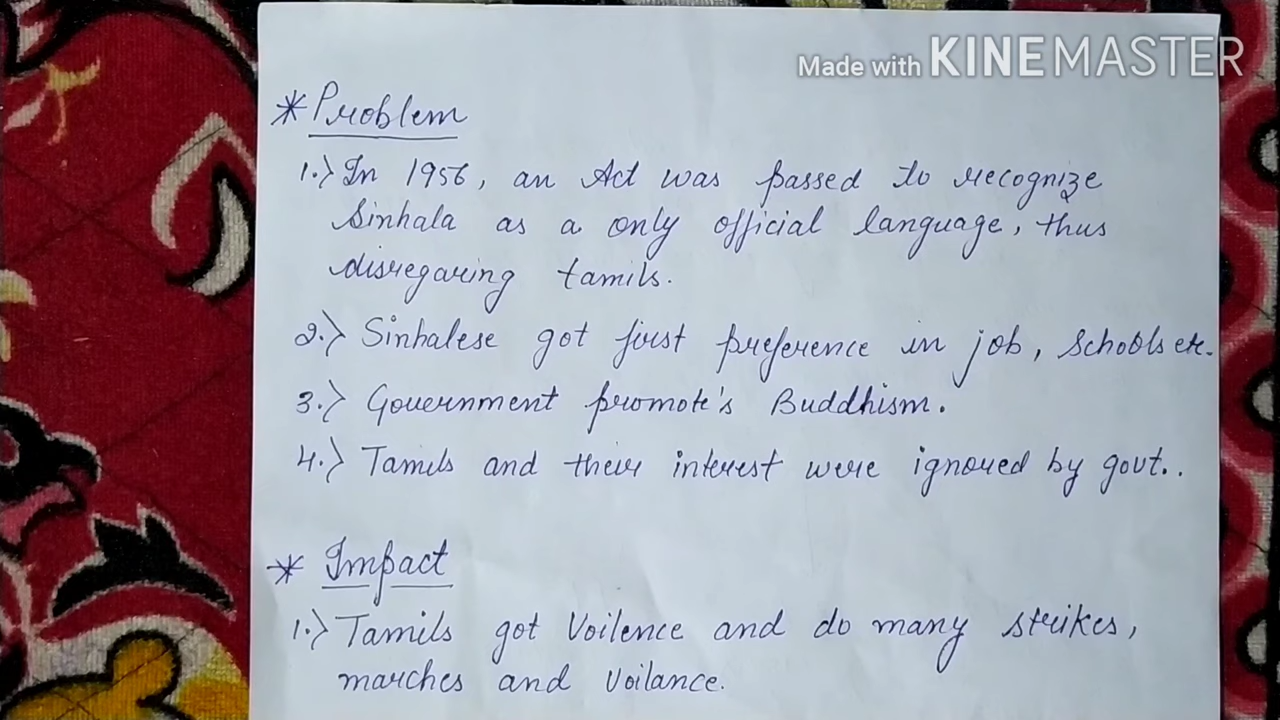 Made with KINEMASTER
* Problem
1.) In 1956, an Act was passed to recognize
Sinhala as a only official language, thus
disregaring tamils.
2.) Sinhalese got first preference in job, Schools etc.
3.) Government promote's Buddhism.
4.) Tamils and their interest were ignored by govt..
* Impact
1.) Tamils got Voilence and do many strikes,
marches and Voilance.